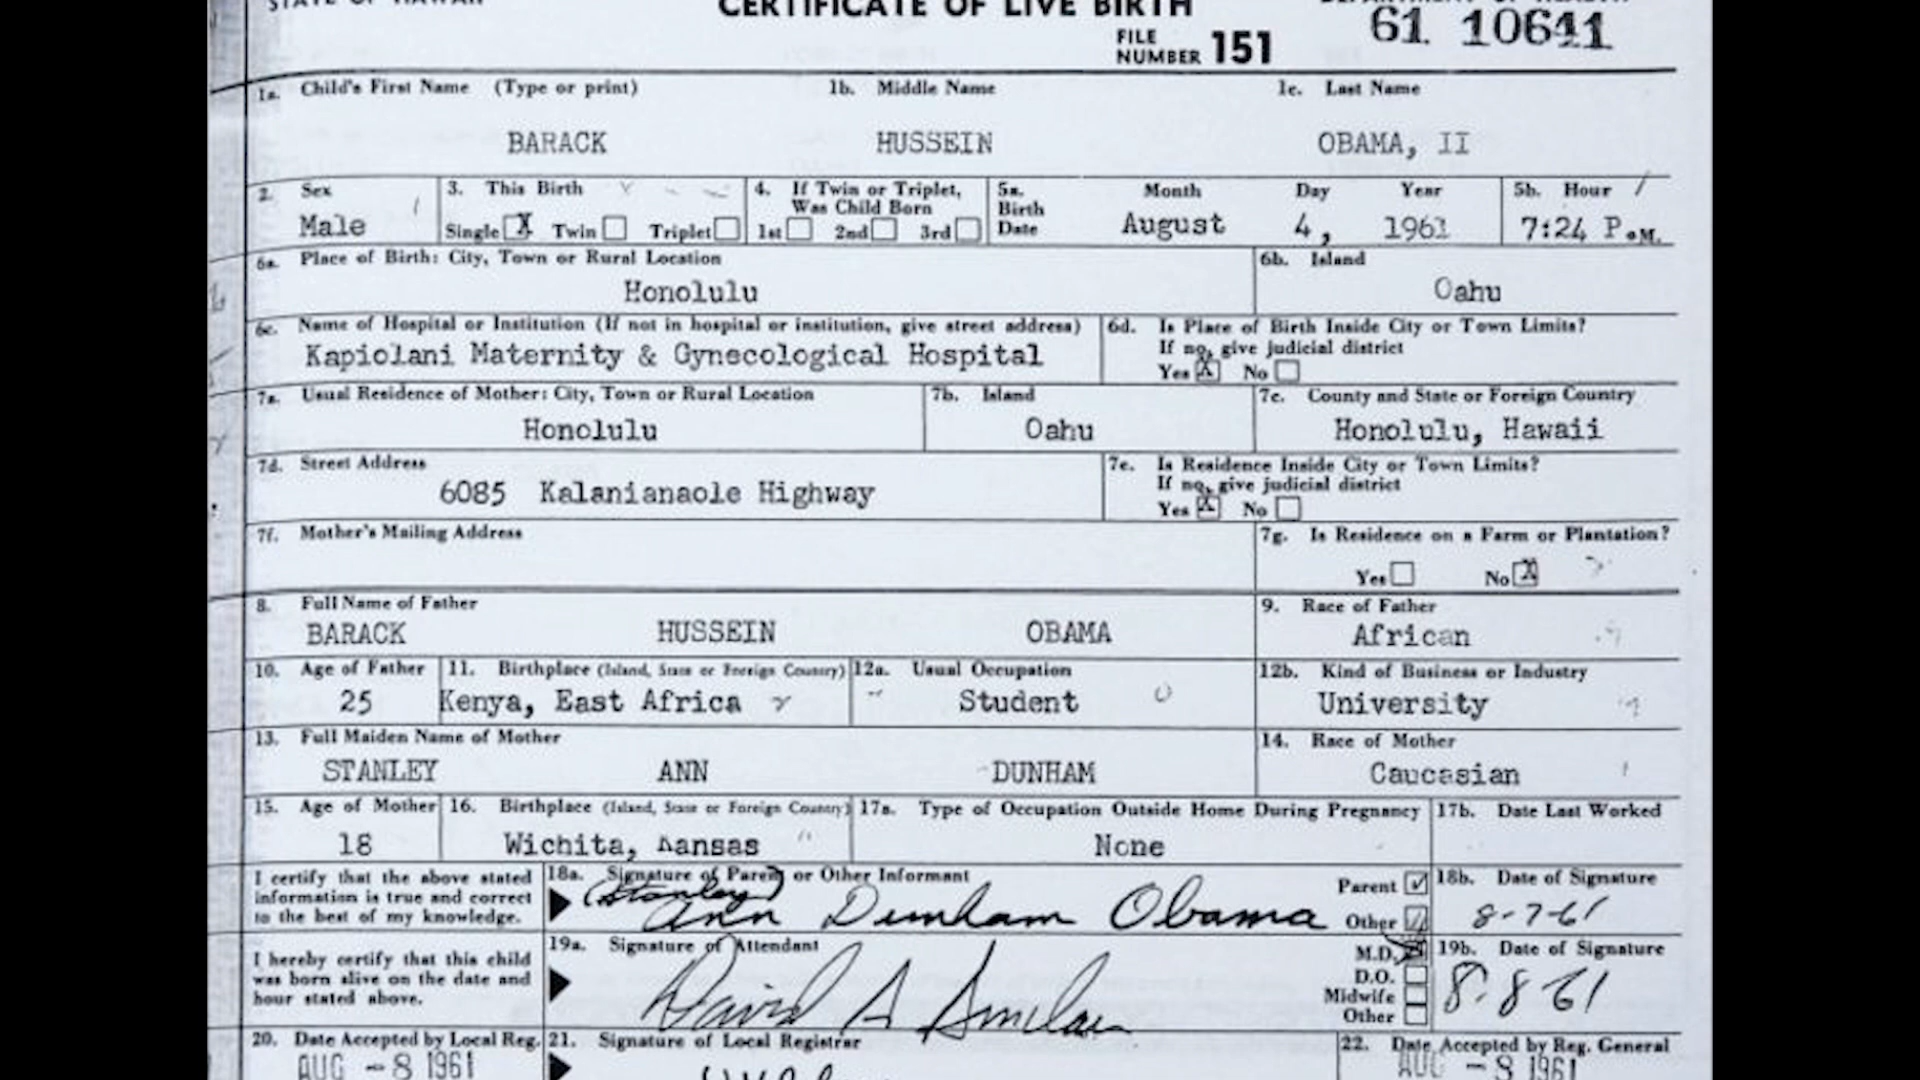 STATE OF HAWAII
CERTIFICATE OF LIVE BIRTH
DEPARTMENT OF HEALTH
FILE NUMBER 151
61 10641
1a. Child's First Name (Type or print)
1b. Middle Name
1c. Last Name
BARACK
HUSSEIN
OBAMA, II
2. Sex
Male
3. This Birth
Single X Twin Triplet
4. If Twin or Triplet,
Was Child Born
1st 2nd 3rd
5a. Birth Date
Month Day Year
August 4, 1961
5b. Hour
7:24 P.M.
6a. Place of Birth: City, Town or Rural Location
Honolulu
6b. Island
Oahu
6c. Name of Hospital or Institution (If not in hospital or institution, give street address)
Kapiolani Maternity & Gynecological Hospital
6d. Is Place of Birth Inside City or Town Limits?
If no, give judicial district
Yes X No
7a. Usual Residence of Mother: City, Town or Rural Location
Honolulu
7b. Island
Oahu
7c. County and State or Foreign Country
Honolulu, Hawaii
7d. Street Address
6085 Kalanianaole Highway
7e. Is Residence Inside City or Town Limits?
If no, give judicial district
Yes X No
7f. Mother's Mailing Address
7g. Is Residence on a Farm or Plantation?
Yes No X
8. Full Name of Father
BARACK HUSSEIN OBAMA
9. Race of Father
African
10. Age of Father
25
11. Birthplace (Island, State or Foreign Country)
Kenya, East Africa
12a. Usual Occupation
Student
12b. Kind of Business or Industry
University
13. Full Maiden Name of Mother
STANLEY ANN DUNHAM
14. Race of Mother
Caucasian
15. Age of Mother
18
16. Birthplace (Island, State or Foreign Country)
Wichita, Kansas
17a. Type of Occupation Outside Home During Pregnancy
None
17b. Date Last Worked
I certify that the above stated
information is true and correct
to the best of my knowledge.
18a. Signature of Parent or Other Informant
(Stanley)
Ann Dunham Obama
Parent
Other
18b. Date of Signature
8-7-61
I hereby certify that this child
was born alive on the date and
hour stated above.
19a. Signature of Attendant
David A Sinclair
M.D.
D.O.
Midwife
Other
19b. Date of Signature
8-8-61
20. Date Accepted by Local Reg.
AUG -8 1961
21. Signature of Local Registrar
22. Date Accepted by Reg. General
AUG -8 1961